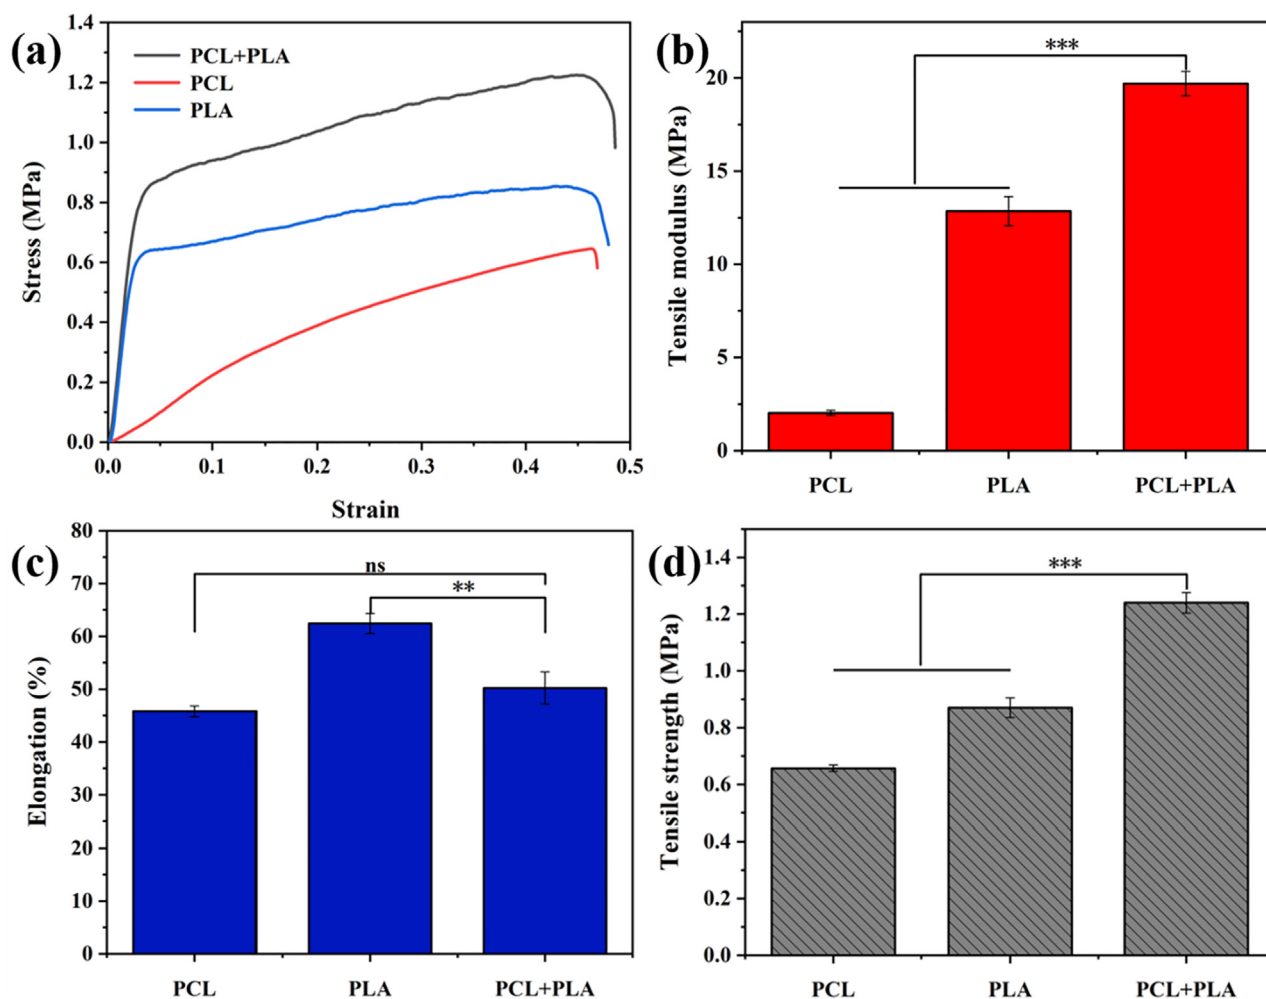 (a)
1.4
1.2
1.0
0.8
0.6
0.4
0.2
0.0
Stress (MPa)
PCL+PLA
PCL
PLA
0.0 0.1 0.2 0.3 0.4 0.5
Strain
(b)
20
15
10
5
0
Tensile modulus (MPa)
***
PCL PLA PCL+PLA
(c)
80
70
60
50
40
30
20
10
0
Elongation (%)
ns
**
PCL PLA PCL+PLA
(d)
1.4
1.2
1.0
0.8
0.6
0.4
0.2
0.0
Tensile strength (MPa)
***
PCL PLA PCL+PLA